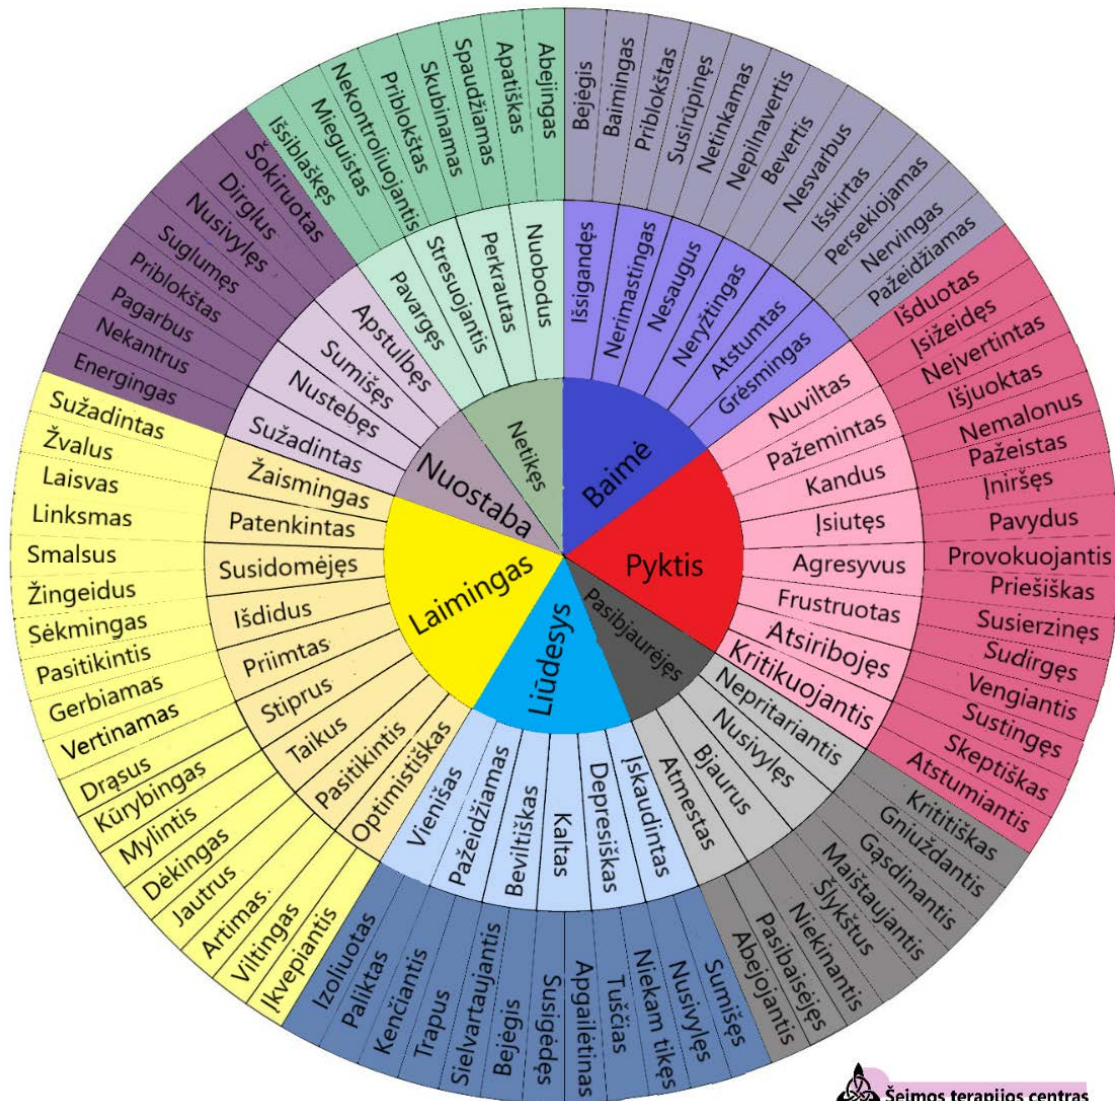 Baimė
Pyktis
Pasibjaurėjęs
Liūdesys
Laimingas
Nuostaba
Netikęs
Išsigandęs
Nerimastingas
Nesaugus
Neryžtingas
Atstumtas
Grėsmingas
Nuviltas
Pažemintas
Kandus
Įsiutęs
Agresyvus
Frustruotas
Atsiribojęs
Kritikuojantis
Nepritariantis
Nusivylęs
Bjaurus
Atmestas
Įskaudintas
Depresiškas
Kaltas
Beviltiškas
Pažeidžiamas
Vienišas
Optimistiškas
Pasitikintis
Taikus
Stiprus
Priimtas
Išdidus
Susidomėjęs
Patenkintas
Žaismingas
Sužadintas
Nustebęs
Sumišęs
Apstulbęs
Pavargęs
Stresuojantis
Perkrautas
Nuobodus
Bejėgis
Baimingas
Priblokštas
Susirūpinęs
Netinkamas
Nepilnavertis
Bevertis
Nesvarbus
Išskirtas
Persekiojamas
Nervingas
Pažeidžiamas
Išduotas
Įsižeidęs
Neįvertintas
Išjuoktas
Nemalonus
Pažeistas
Įniršęs
Pavydus
Provokuojantis
Priešiškas
Susierzinęs
Sudirgęs
Vengiantis
Sustingęs
Skeptiškas
Atstumiantis
Krititiškas
Gniuždantis
Gąsdinantis
Maištaujantis
Šlykštus
Niekinantis
Pasibaisėjęs
Abejojantis
Sumišęs
Nusivylęs
Niekam tikęs
Tuščias
Apgailėtinas
Susigėdęs
Bejėgis
Sielvartaujantis
Trapus
Kenčiantis
Paliktas
Izoliuotas
Įkvepiantis
Viltingas
Artimas.
Jautrus
Dėkingas
Mylintis
Kūrybingas
Drąsus
Vertinamas
Gerbiamas
Pasitikintis
Sėkmingas
Žingeidus
Smalsus
Linksmas
Laisvas
Žvalus
Sužadintas
Energingas
Nekantrus
Pagarbus
Priblokštas
Suglumęs
Nusivylęs
Dirglus
Šokiruotas
Išsiblaškęs
Mieguistas
Nekontroliuojantis
Priblokštas
Skubinamas
Spaudžiamas
Apatiškas
Abejingas
Šeimos terapijos centras